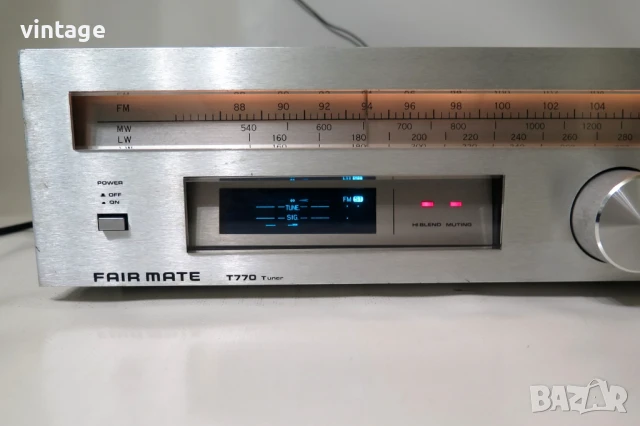 vintage
FM 88 90 92 94 96 98 100 102 104
MW 540 600 700 800 1000 1200
LW 160 180 200 220 240 260 280
POWER
▲ OFF
▲ ON
TUNE
SIG
FM
HI BLEND MUTING
FAIR MATE T770 Tuner
BAZAR